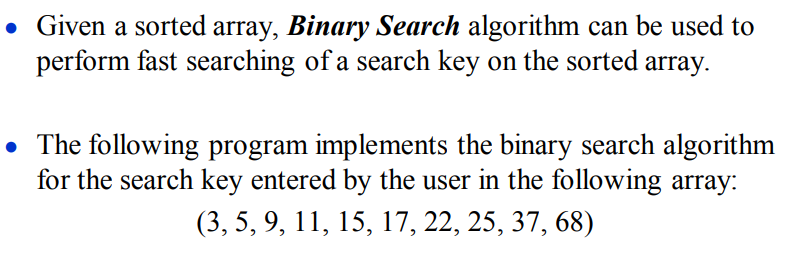 • Given a sorted array, Binary Search algorithm can be used to
perform fast searching of a search key on the sorted array.
• The following program implements the binary search algorithm
for the search key entered by the user in the following array:
(3, 5, 9, 11, 15, 17, 22, 25, 37, 68)